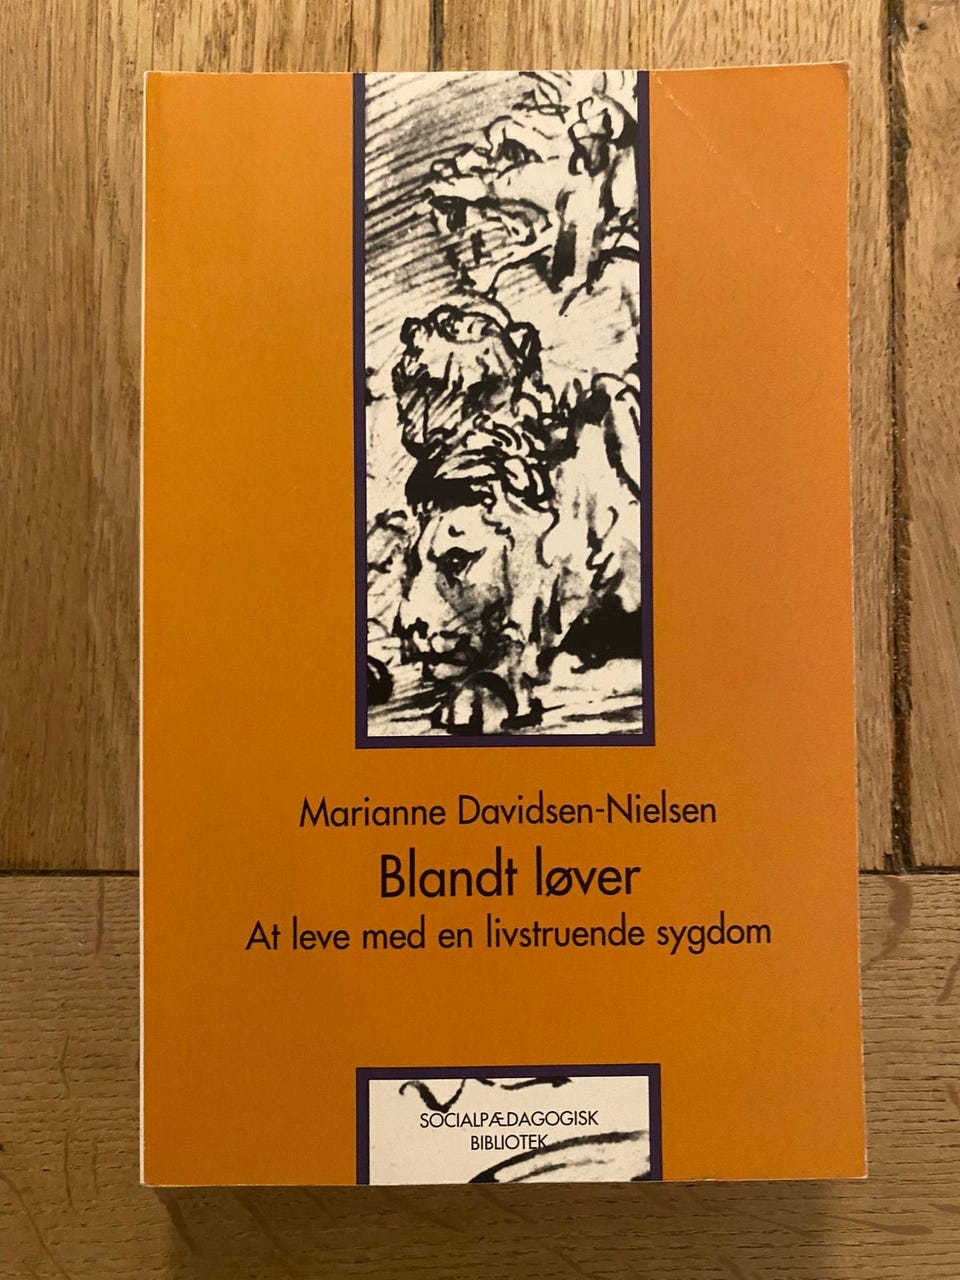 Marianne Davidsen-Nielsen
Blandt løver
At leve med en livstruende sygdom
SOCIALPÆDAGOGISK
BIBLIOTEK